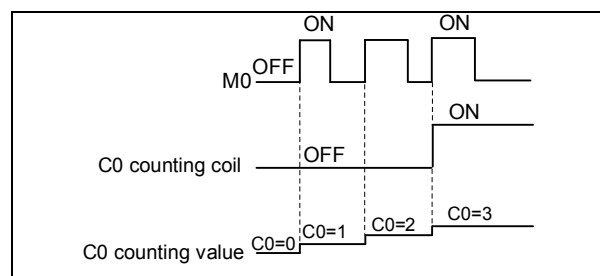 ON ON
OFF
M0
ON
C0 counting coil OFF
C0=3
C0=2
C0=1
C0 counting value C0=0